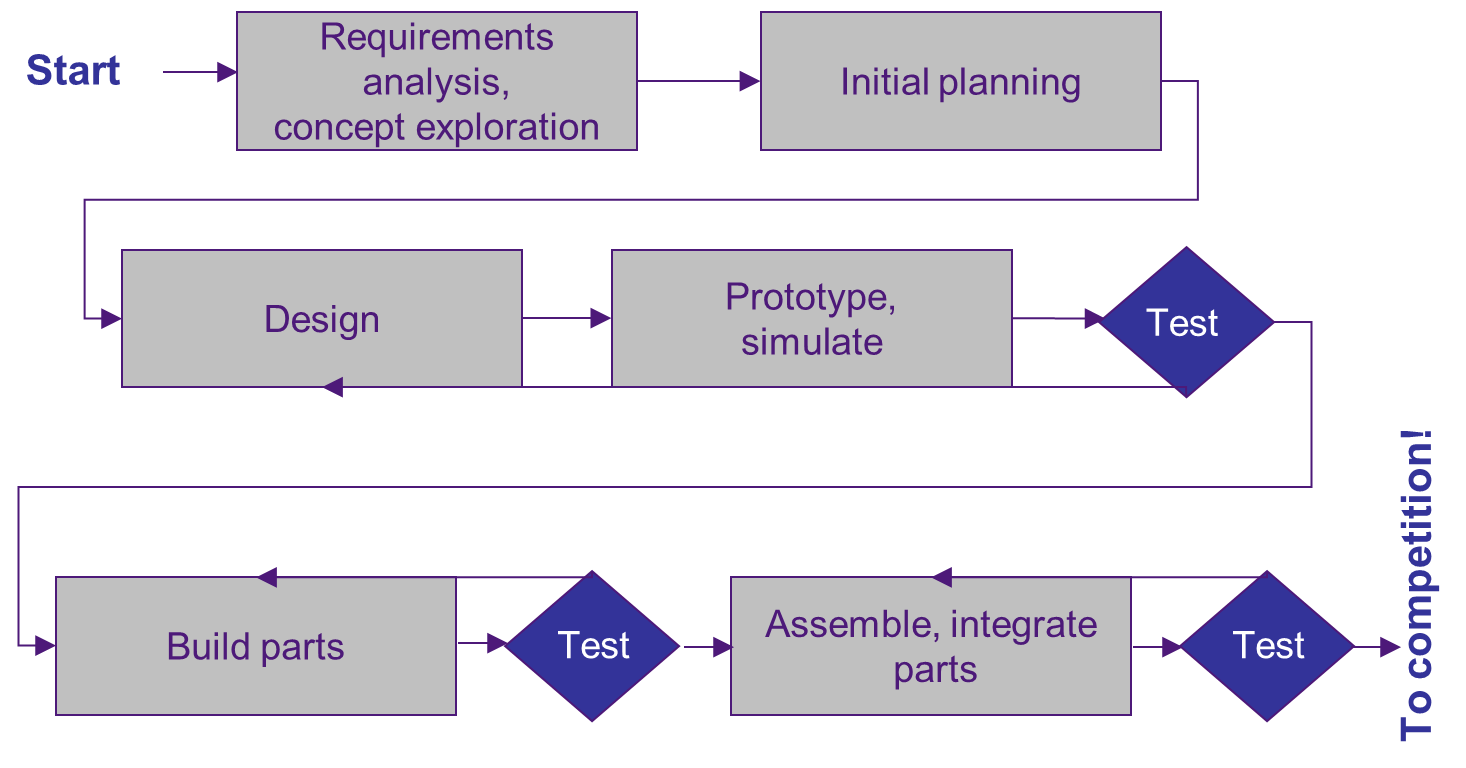 Start
Requirements
analysis,
concept exploration
Initial planning
Design
Prototype,
simulate
Test
Build parts
Test
Assemble, integrate
parts
Test
To competition!